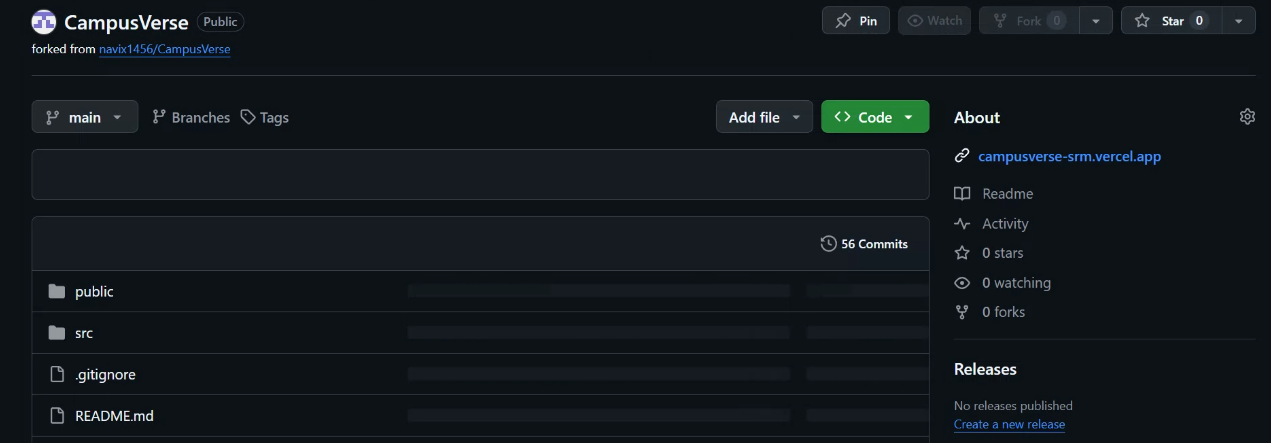 CampusVerse Public Pin Watch Fork 0 Star 0
forked from navix1456/CampusVerse
main Branches Tags Add file Code
56 Commits
public
src
.gitignore
README.md
About
campusverse-srm.vercel.app
Readme
Activity
0 stars
0 watching
0 forks
Releases
No releases published
Create a new release